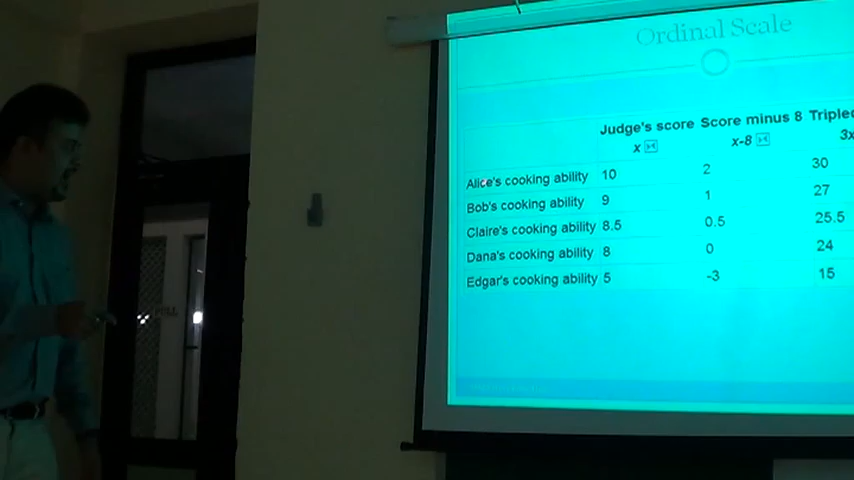 Ordinal Scale
Judge's score Score minus 8 Tripled
x x-8 3x
Alice's cooking ability 10 2 30
Bob's cooking ability 9 1 27
Claire's cooking ability 8.5 0.5 25.5
Dana's cooking ability 8 0 24
Edgar's cooking ability 5 -3 15